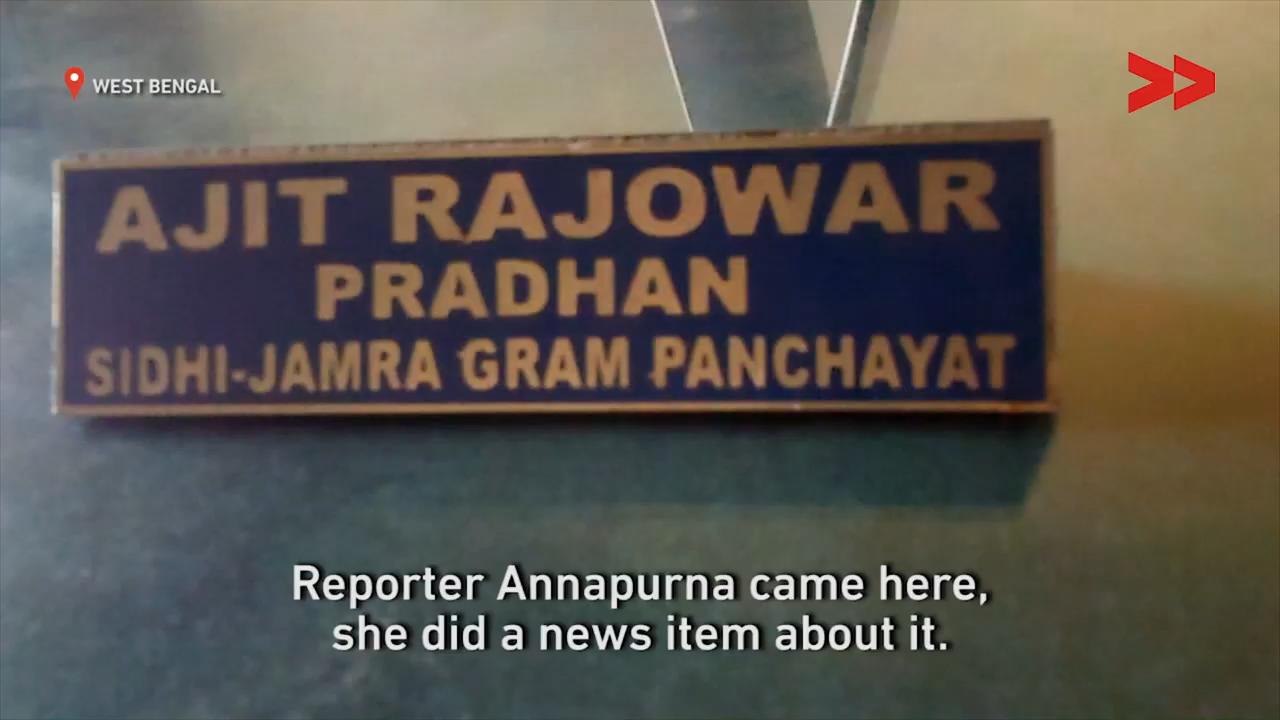 WEST BENGAL
AJIT RAJOWAR
PRADHAN
SIDHI-JAMRA GRAM PANCHAYAT
Reporter Annapurna came here,
she did a news item about it.